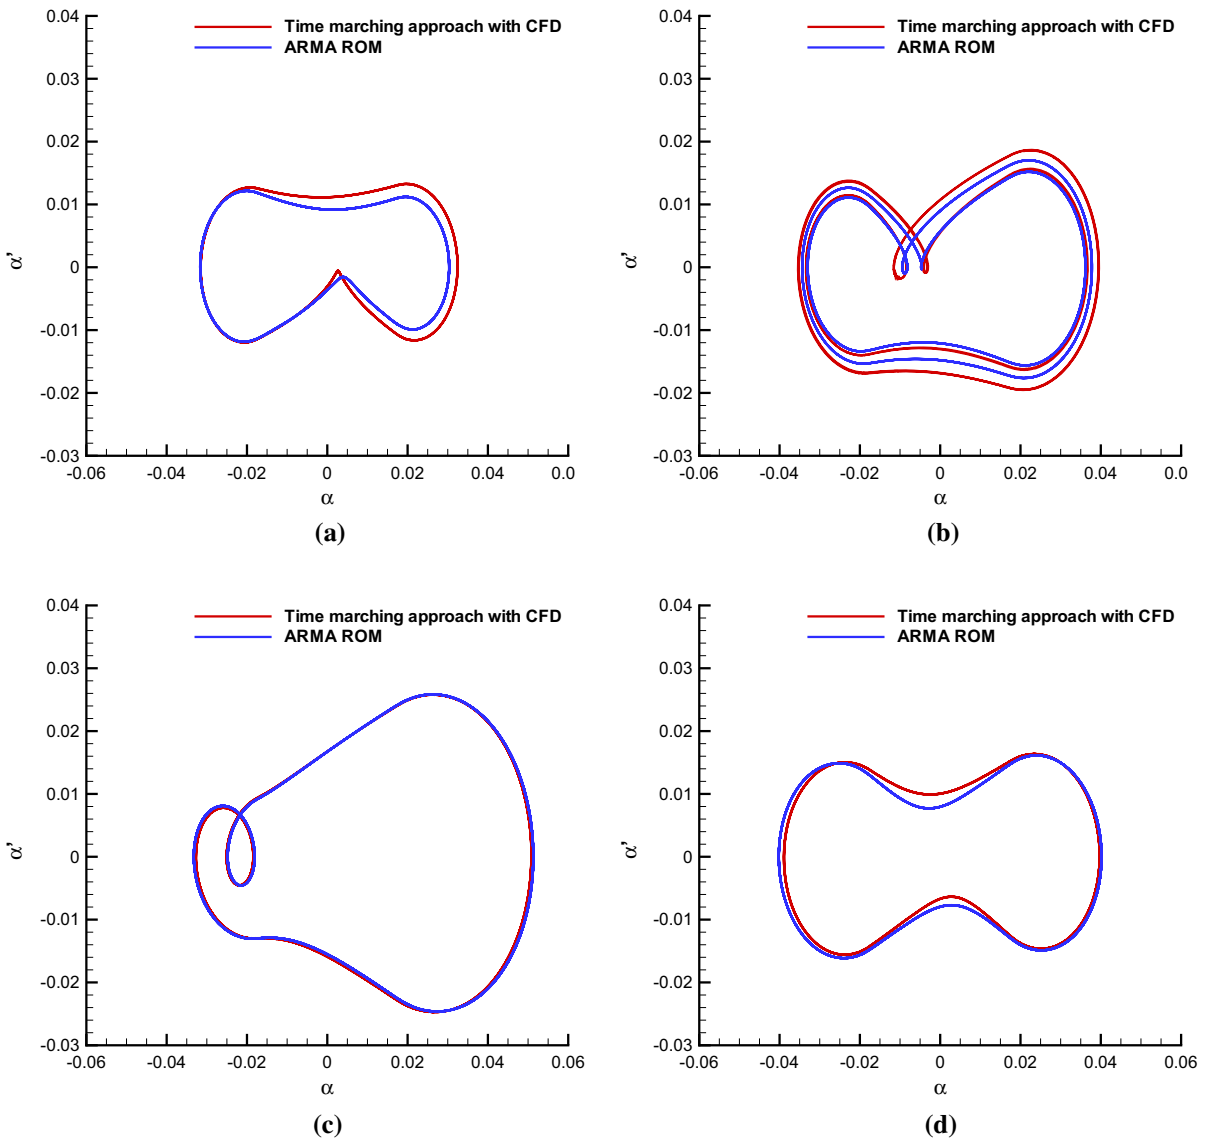 0.04
Time marching approach with CFD
ARMA ROM
0.03
0.02
0.01
0
-0.01
-0.02
-0.03
α'
-0.06 -0.04 -0.02 0 0.02 0.04 0.0
α
(a)
0.04
Time marching approach with CFD
ARMA ROM
0.03
0.02
0.01
0
-0.01
-0.02
-0.03
α'
-0.06 -0.04 -0.02 0 0.02 0.04 0.0
α
(b)
0.04
Time marching approach with CFD
ARMA ROM
0.03
0.02
0.01
0
-0.01
-0.02
-0.03
α'
-0.06 -0.04 -0.02 0 0.02 0.04 0.06
α
(c)
0.04
Time marching approach with CFD
ARMA ROM
0.03
0.02
0.01
0
-0.01
-0.02
-0.03
α'
-0.06 -0.04 -0.02 0 0.02 0.04 0.06
α
(d)